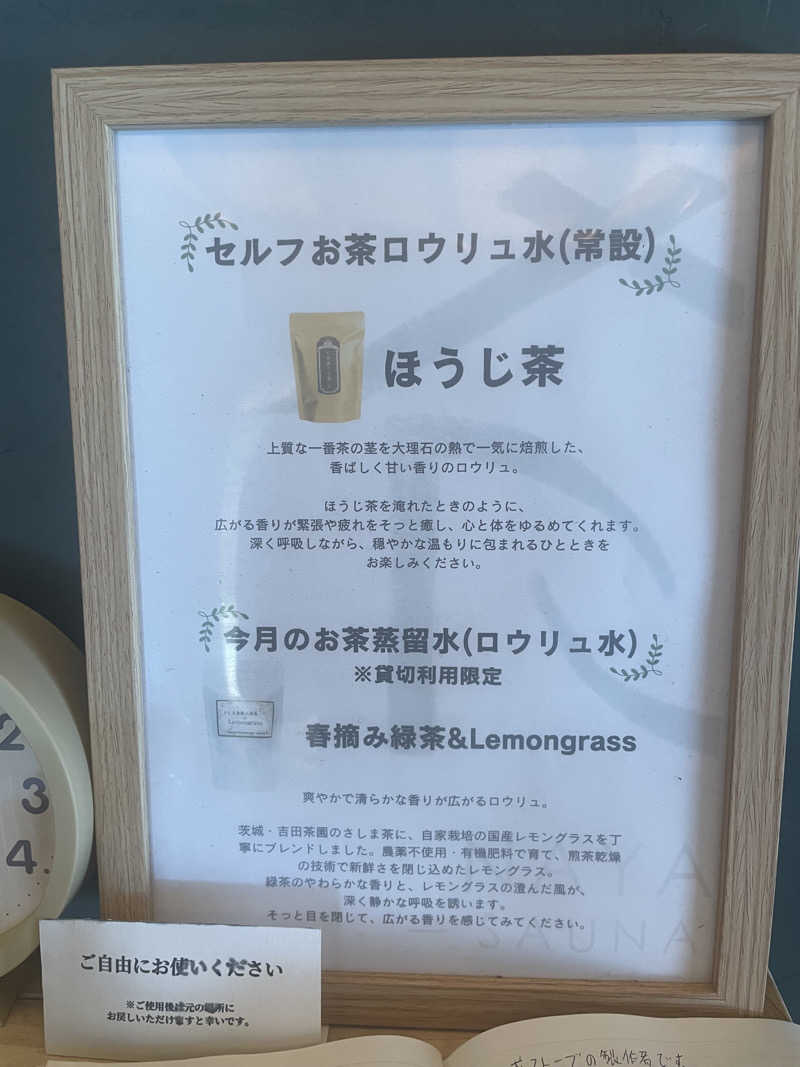 セルフお茶ロウリュ水(常設)
ほうじ茶
上質な一番茶の茎を大理石の熱で一気に焙煎した、
香ばしく甘い香りのロウリュ。
ほうじ茶を淹れたときのように、
広がる香りが緊張や疲れをそっと癒し、心と体をゆるめてくれます。
深く呼吸しながら、穏やかな温もりに包まれるひとときを
お楽しみください。
今月のお茶蒸留水(ロウリュ水)
※貸切利用限定
Lemongrass
春摘み緑茶&Lemongrass
爽やかで清らかな香りが広がるロウリュ。
茨城・吉田茶園のさしま茶に、自家栽培の国産レモングラスを丁
寧にブレンドしました。農薬不使用・有機肥料で育て、煎茶乾燥
の技術で新鮮さを閉じ込めたレモングラス。
緑茶のやわらかな香りと、レモングラスの澄んだ風が、
深く静かな呼吸を誘います。
そっと目を閉じて、広がる香りを感じてみてください。
SAUNA
2
3
4
ご自由にお使いください
※ご使用後は元の場所に
お戻しいただけますと幸いです。
ストーブの製作者です